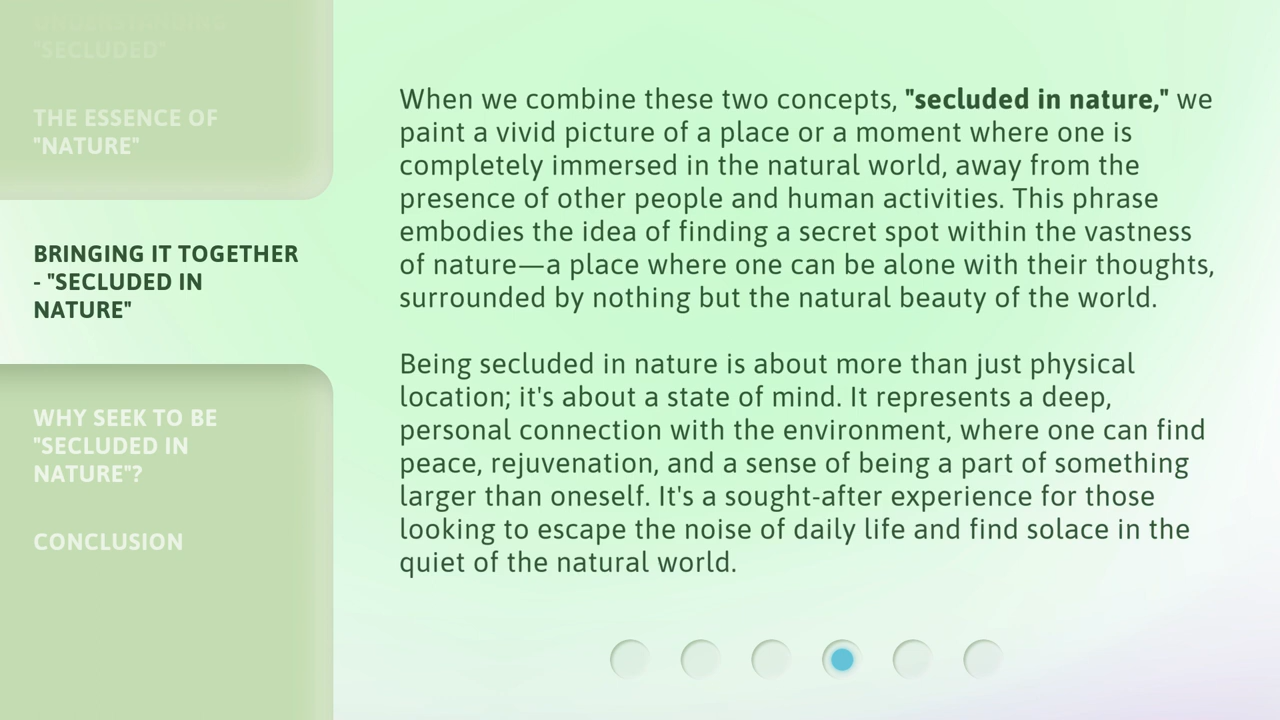 "SECLUDED"
THE ESSENCE OF
"NATURE"
BRINGING IT TOGETHER
- "SECLUDED IN
NATURE"
WHY SEEK TO BE
"SECLUDED IN
NATURE"?
CONCLUSION
When we combine these two concepts, "secluded in nature," we
paint a vivid picture of a place or a moment where one is
completely immersed in the natural world, away from the
presence of other people and human activities. This phrase
embodies the idea of finding a secret spot within the vastness
of nature—a place where one can be alone with their thoughts,
surrounded by nothing but the natural beauty of the world.
Being secluded in nature is about more than just physical
location; it's about a state of mind. It represents a deep,
personal connection with the environment, where one can find
peace, rejuvenation, and a sense of being a part of something
larger than oneself. It's a sought-after experience for those
looking to escape the noise of daily life and find solace in the
quiet of the natural world.